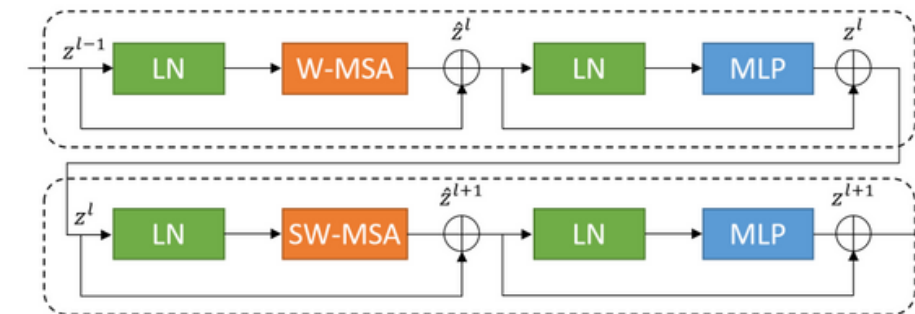 z^{l-1} LN W-MSA ẑ^l LN MLP z^l
z^l LN SW-MSA ẑ^{l+1} LN MLP z^{l+1}